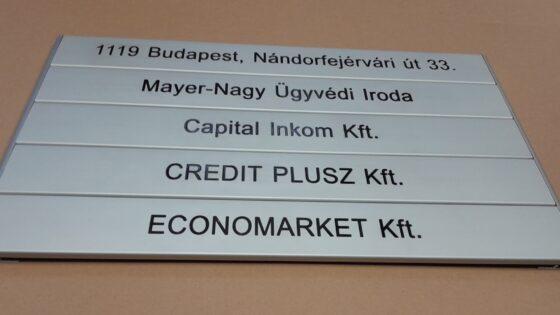 1119 Budapest, Nándorfejérvári út 33.
Mayer-Nagy Ügyvédi Iroda
Capital Inkom Kft.
CREDIT PLUSZ Kft.
ECONOMARKET Kft.